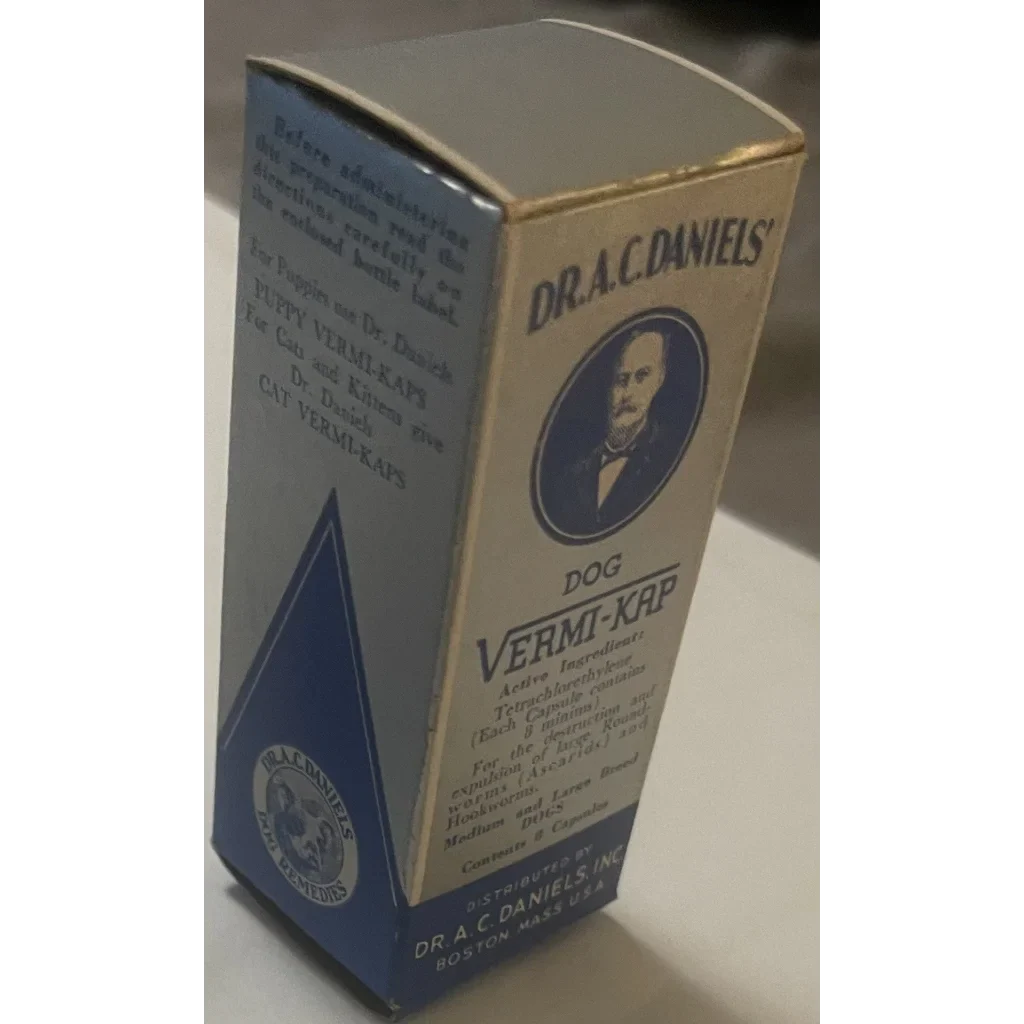 Before administering
this preparation read the
directions carefully on
the enclosed bottle label.
For Puppies use Dr. Daniels
PUPPY VERMI-KAPS
For Cats and Kittens give
Dr. Daniels
CAT VERMI-KAPS
DR. A.C. DANIELS
DOG REMEDIES
DR. A.C. DANIELS'
DOG
VERMI-KAP
Active Ingredient:
Tetrachlorethylene
(Each Capsule contains
8 minims)
For the destruction and
expulsion of large Round-
worms (Ascarids) and
Hookworms.
Medium and Large Breed
DOGS
Contents 8 Capsules
DISTRIBUTED BY
DR. A. C. DANIELS, INC.
BOSTON, MASS U.S.A.